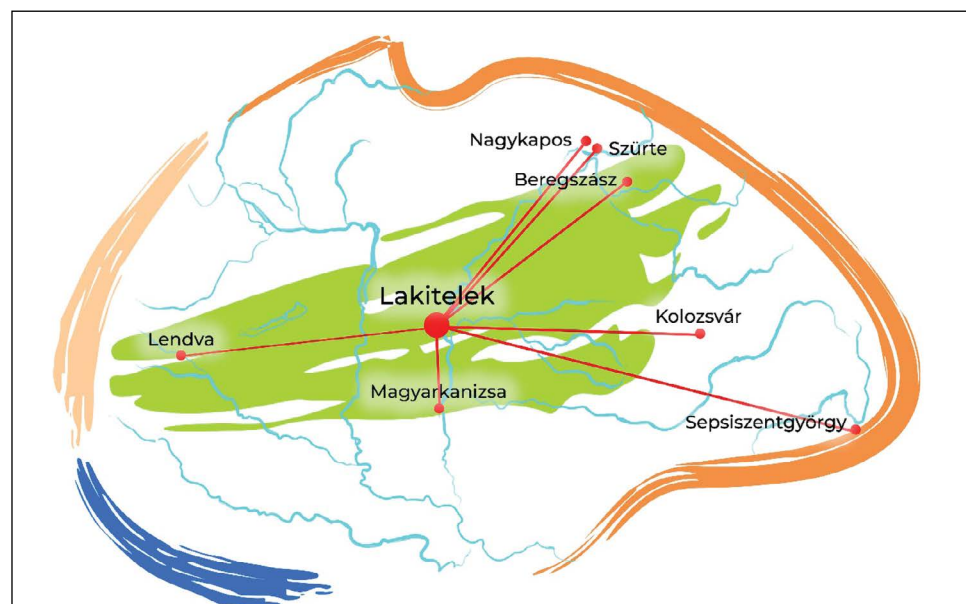 Nagykapos
Szürte
Beregszász
Lakitelek
Kolozsvár
Lendva
Magyarkanizsa
Sepsiszentgyörgy